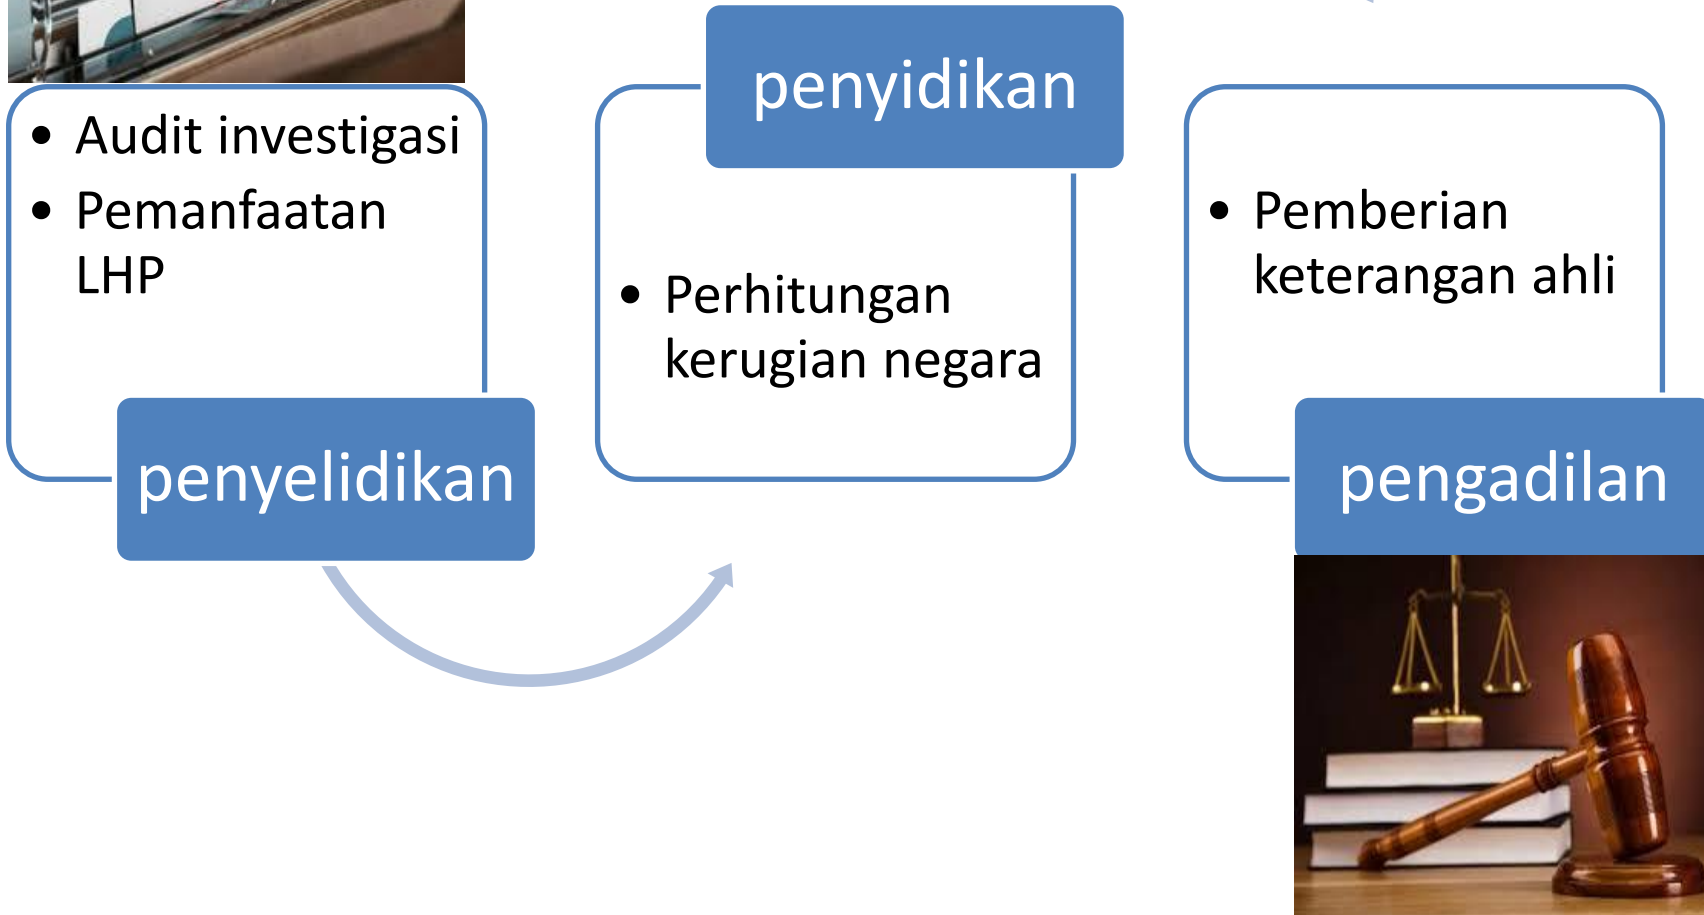 • Audit investigasi
• Pemanfaatan
LHP
penyelidikan
penyidikan
• Perhitungan
kerugian negara
• Pemberian
keterangan ahli
pengadilan